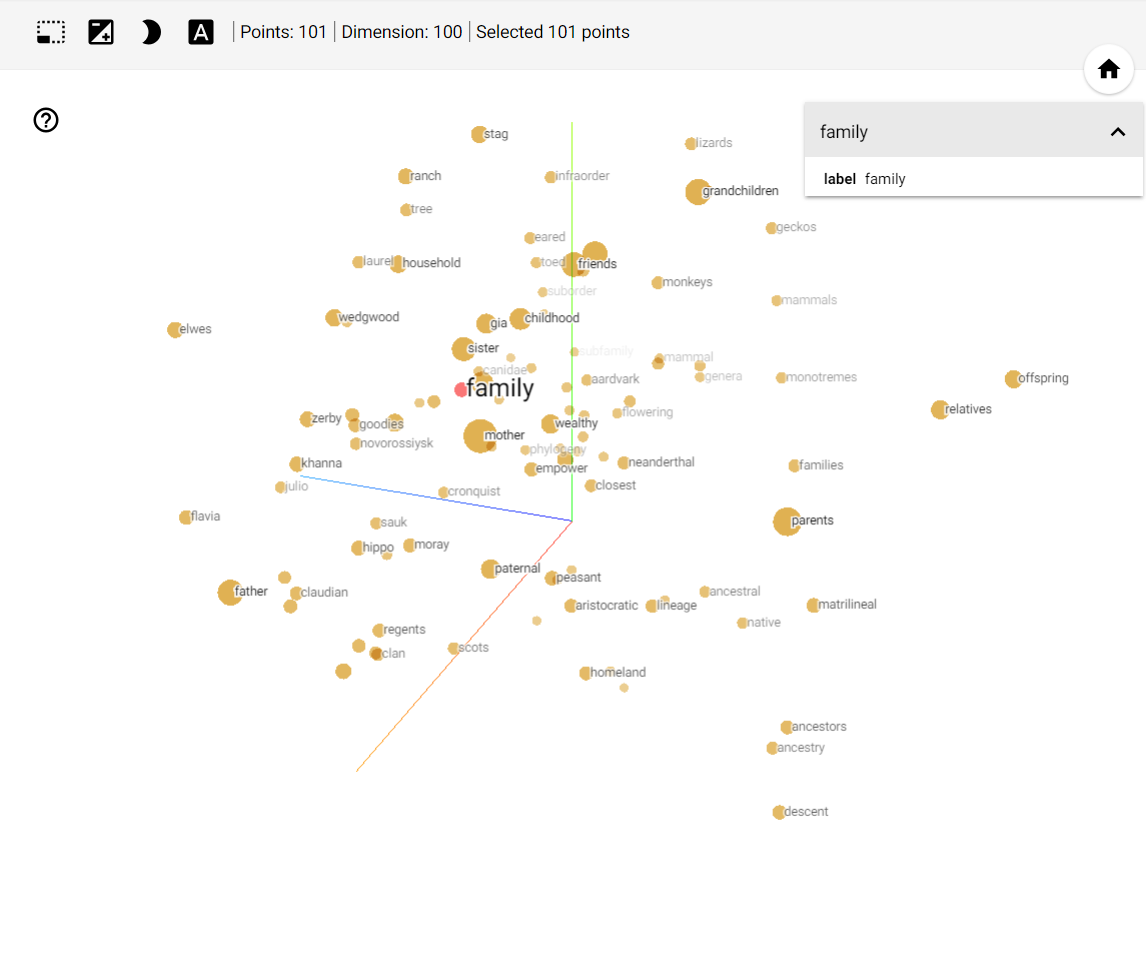 A
Points: 101 | Dimension: 100 | Selected 101 points
?
family
label family
stag
lizards
ranch
infraorder
grandchildren
tree
geckos
eared
laurel
household
toed
friends
monkeys
suborder
mammals
wedgwood
gia
childhood
elwes
sister
subfamily
mammal
canidae
aardvark
genera
monotremes
offspring
family
relatives
flowering
zerby
goodies
wealthy
mother
novorossiysk
phylogeny
khanna
empower
neanderthal
families
julio
cronquist
closest
flavia
sauk
parents
hippo
moray
paternal
peasant
father
claudian
ancestral
aristocratic
lineage
matrilineal
native
regents
clan
scots
homeland
ancestors
ancestry
descent